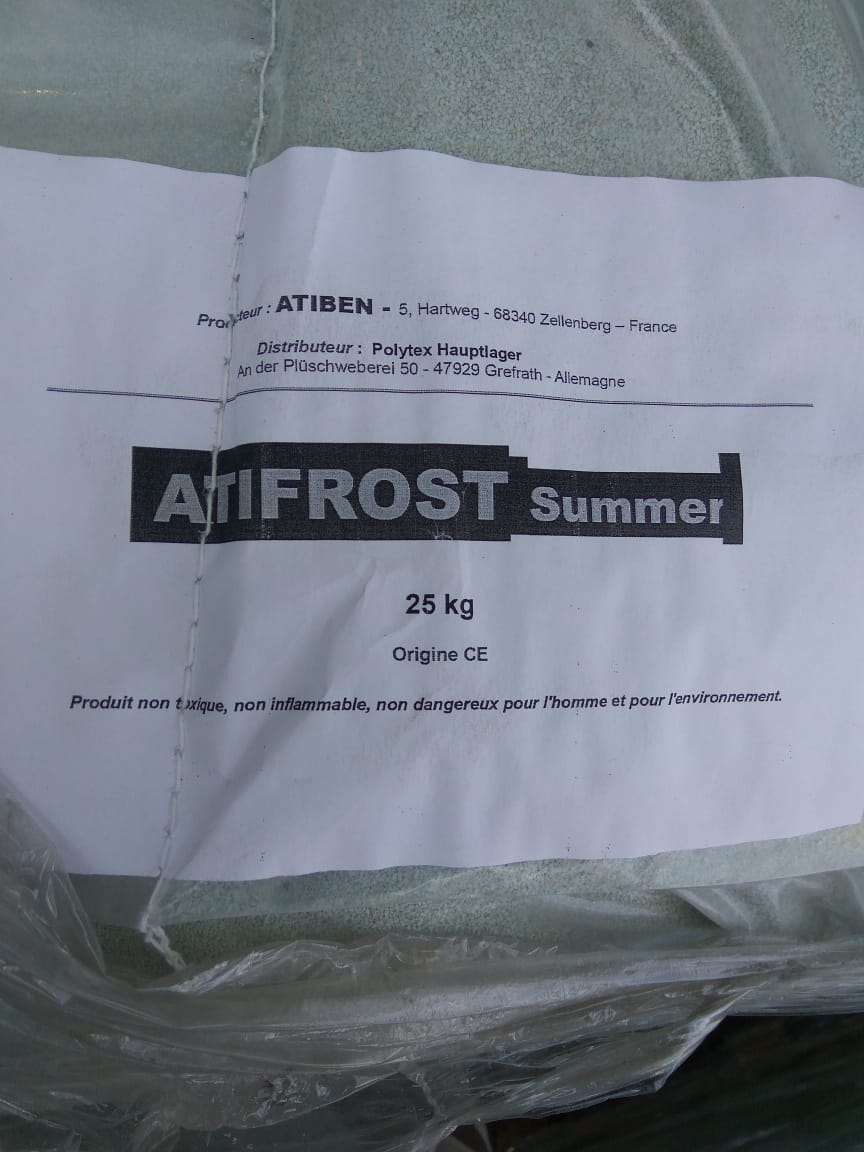 Producteur : ATIBEN - 5, Hartweg - 68340 Zellenberg – France
Distributeur : Polytex Hauptlager
An der Plüschweberei 50 - 47929 Grefrath - Allemagne
ATIFROST Summer
25 kg
Origine CE
Produit non toxique, non inflammable, non dangereux pour l'homme et pour l'environnement.